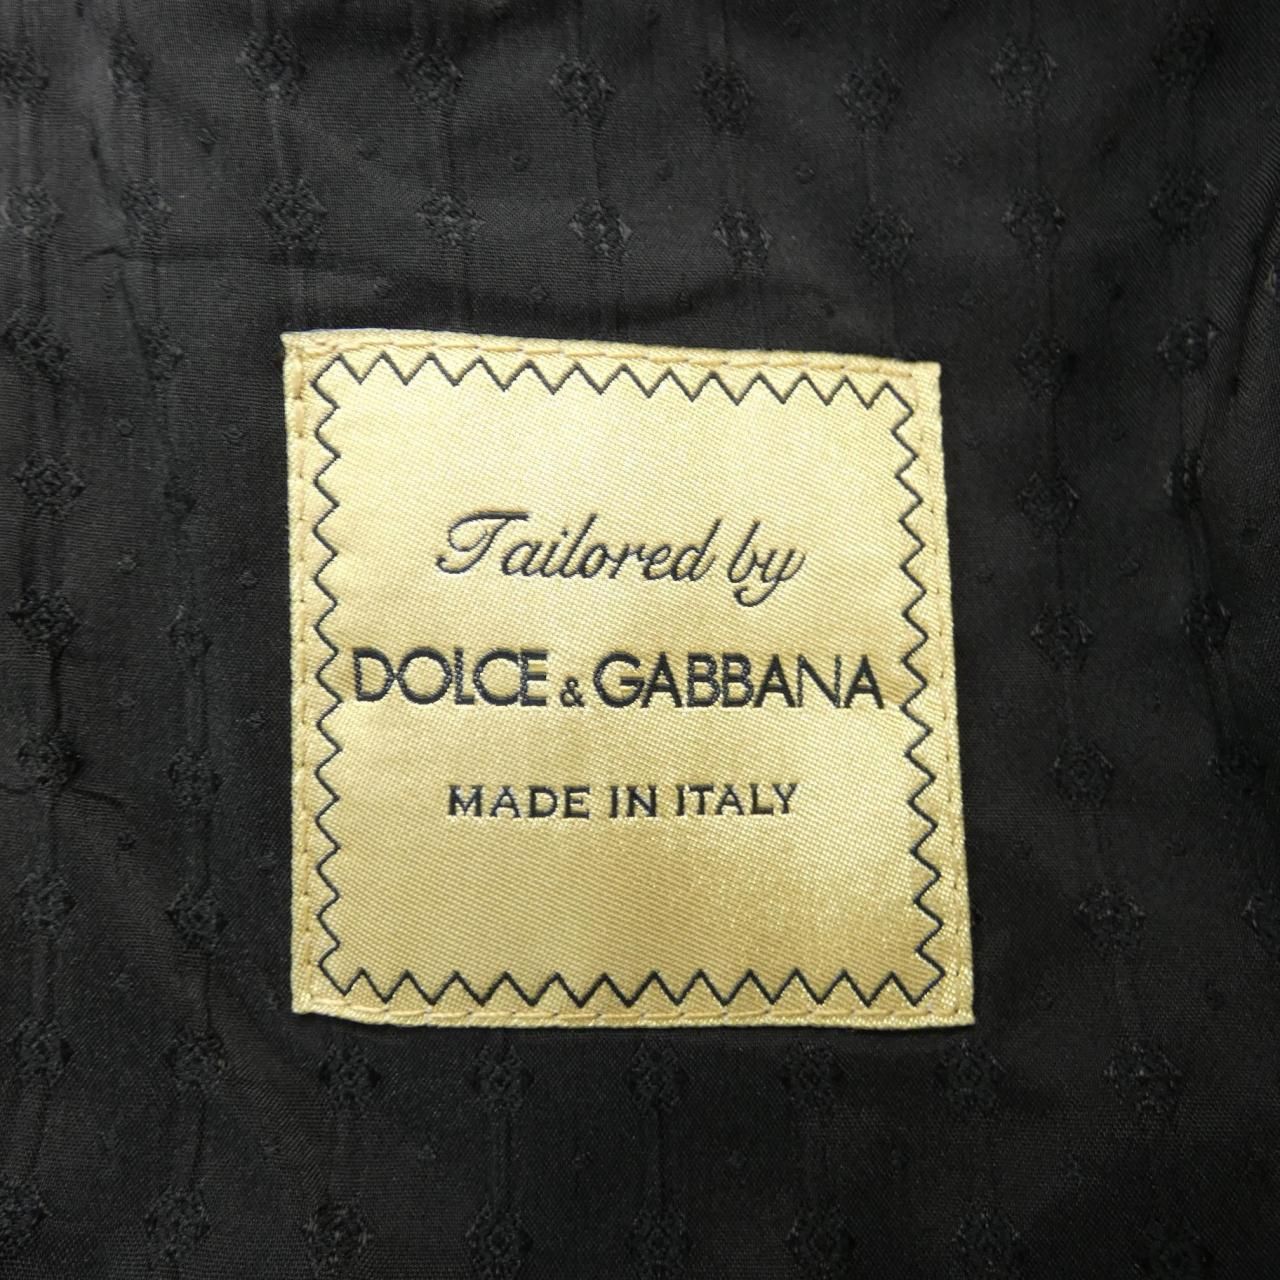 Tailored by
DOLCE & GABBANA
MADE IN ITALY